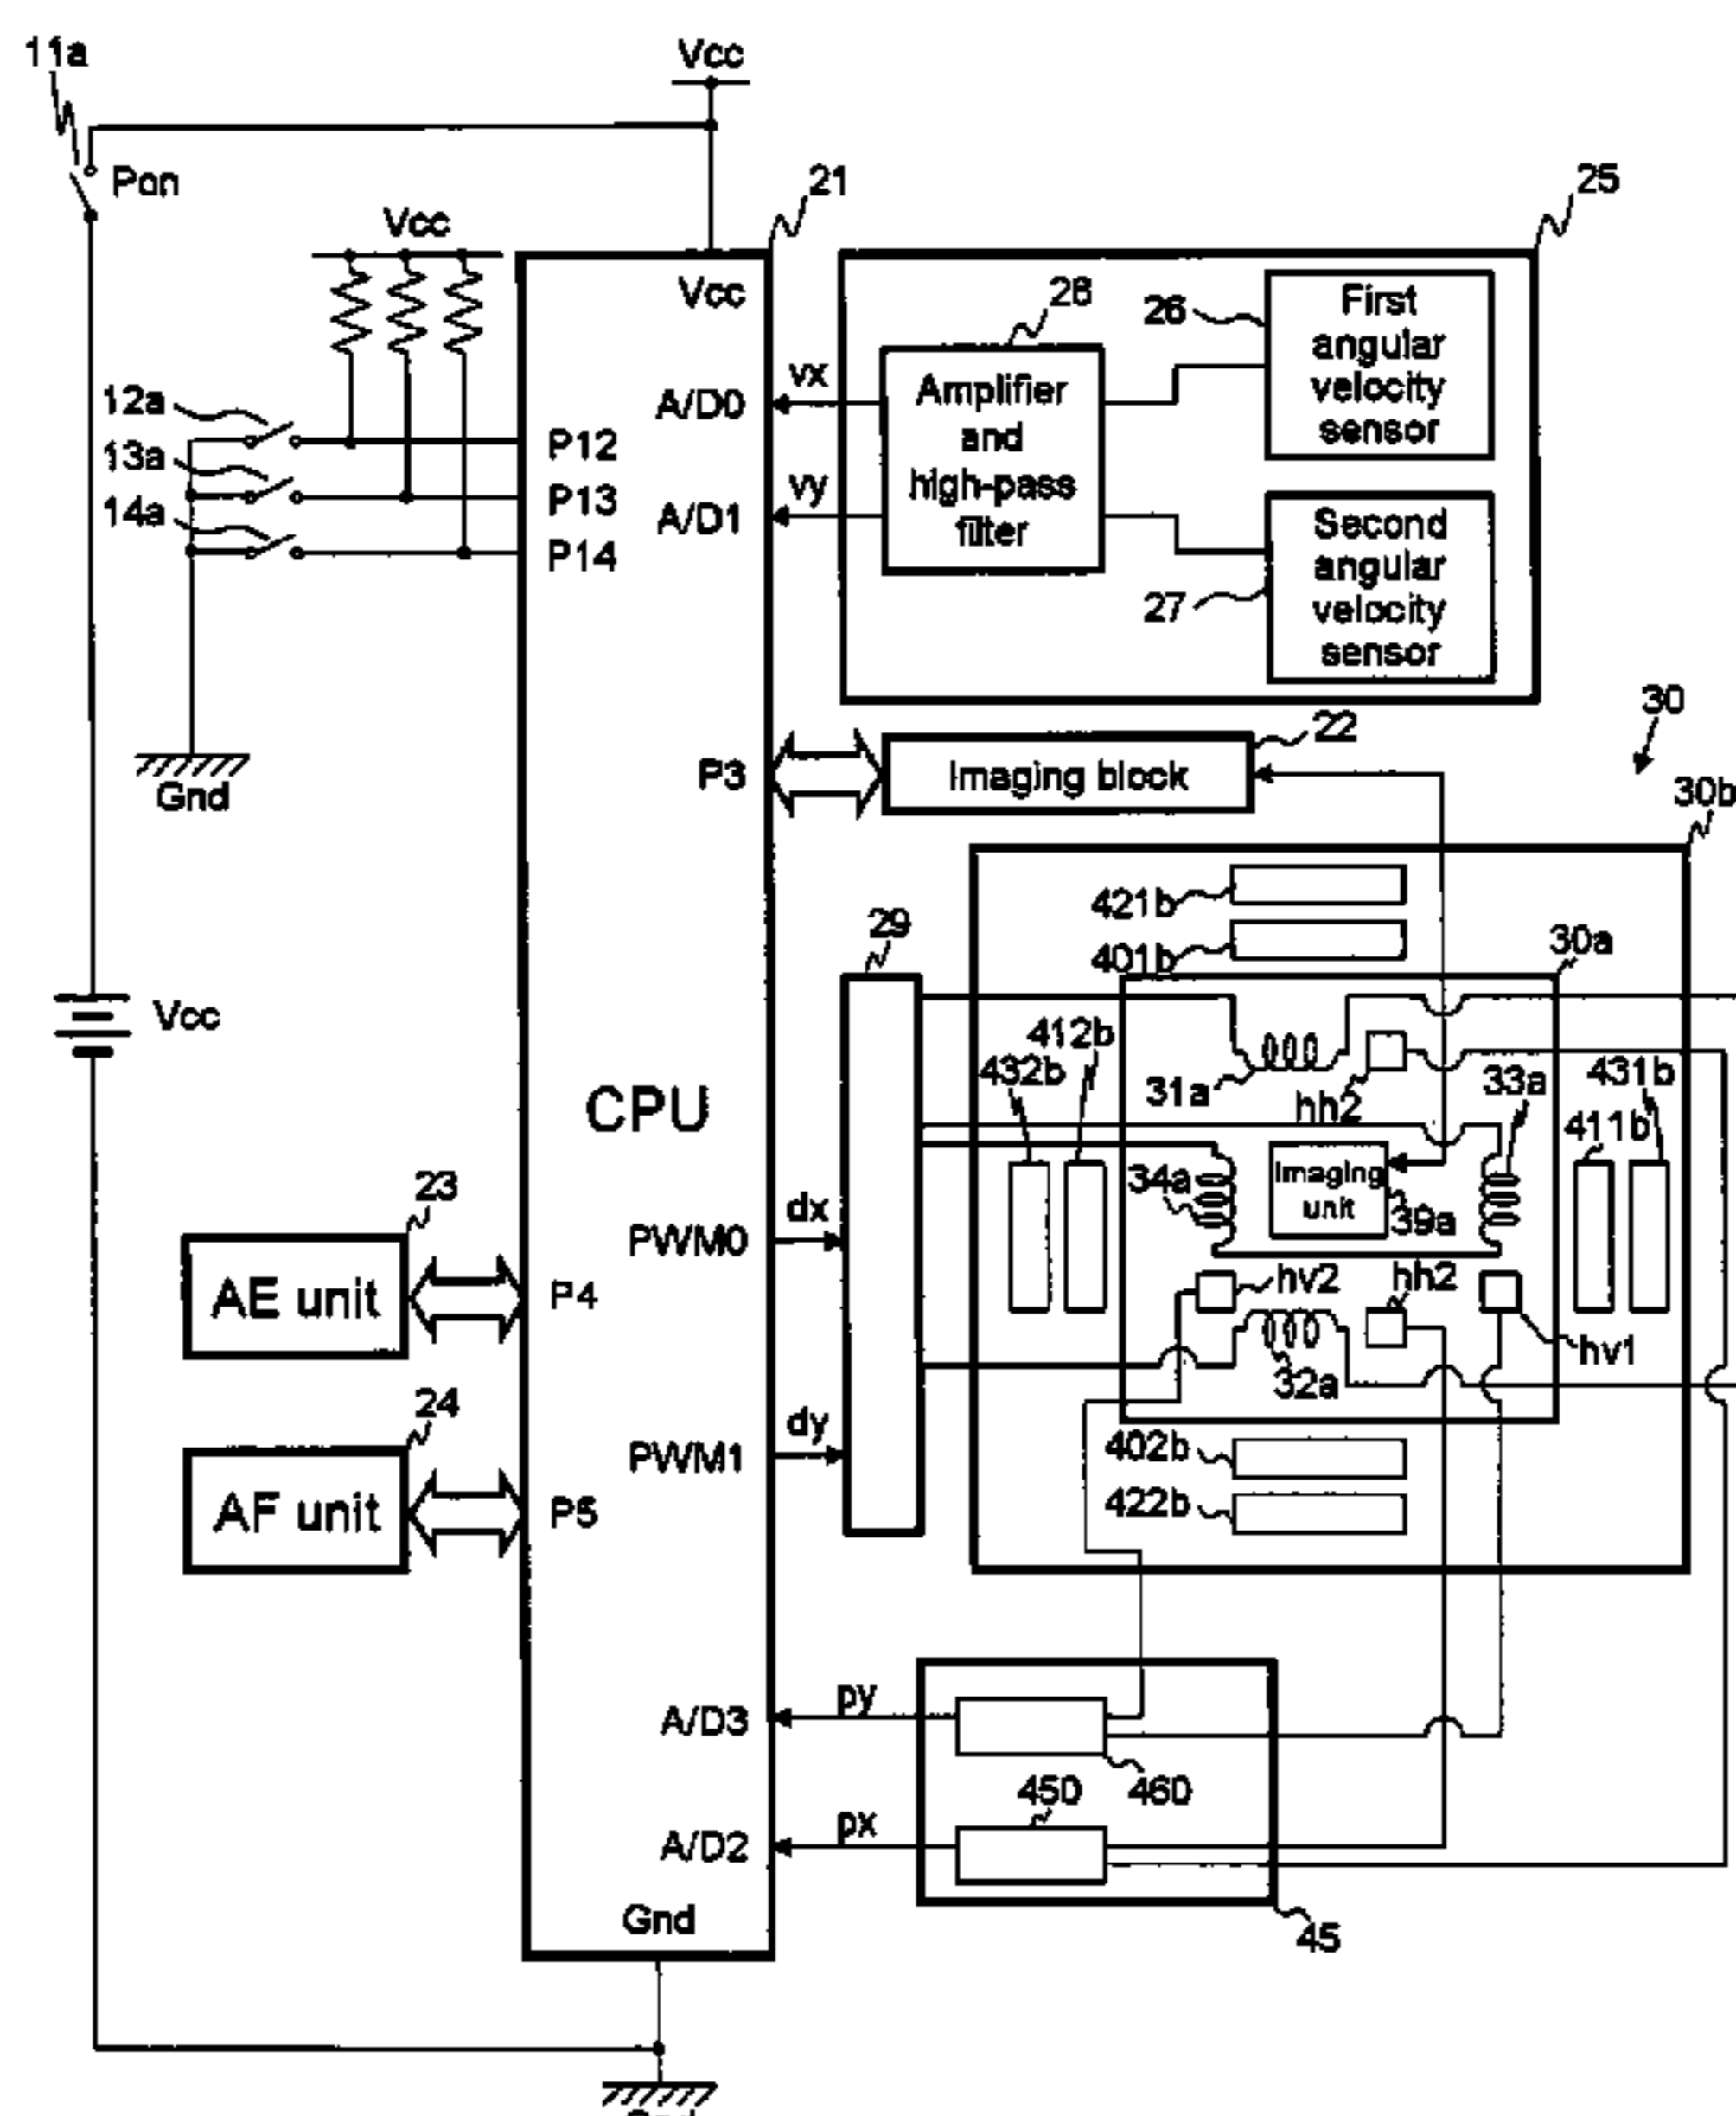 11a
Vcc
Pon
21
25
Vcc
Vcc
28
26
First
angular
velocity
sensor
vx
A/D0
Amplifier
and
high-pass
filter
12a
P12
13a
P13
vy
A/D1
14a
P14
Second
angular
velocity
sensor
27
30
22
P3
Imaging block
Gnd
30b
421b
29
401b
30a
Vcc
412b
432b
31a
hh2
33a
431b
411b
CPU
34a
Imaging
unit
39a
23
dx
PWM0
AE unit
P4
hv2
hh2
hv1
32a
24
dy
PWM1
402b
AF unit
P5
422b
py
A/D3
450
460
px
A/D2
Gnd
45